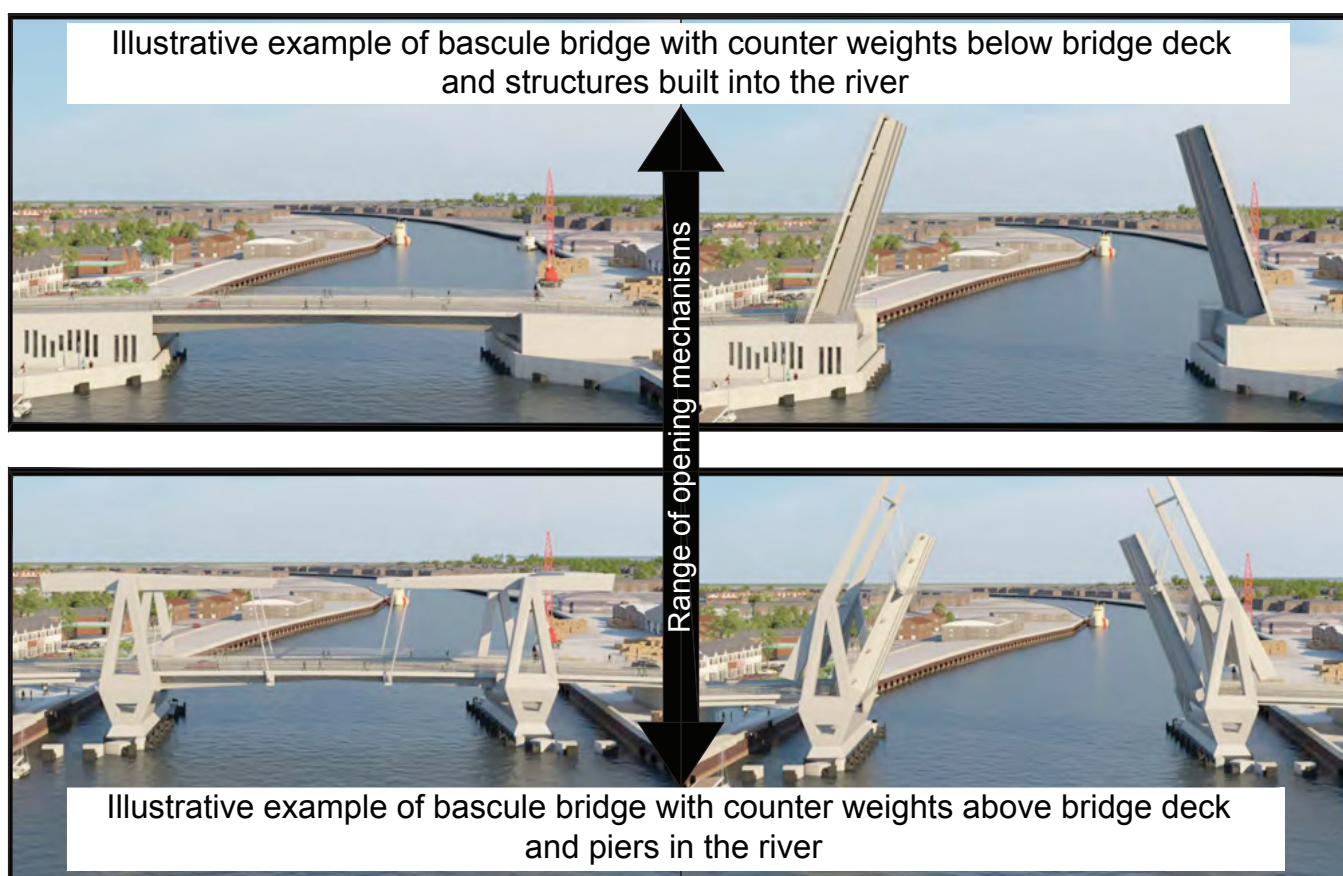 Illustrative example of bascule bridge with counter weights below bridge deck
and structures built into the river
Range of opening mechanisms
Illustrative example of bascule bridge with counter weights above bridge deck
and piers in the river